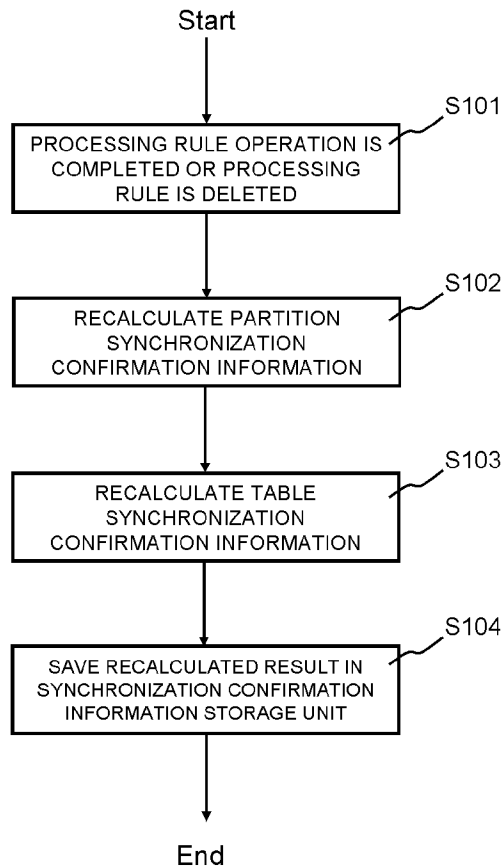 Start
S101
PROCESSING RULE OPERATION IS
COMPLETED OR PROCESSING
RULE IS DELETED
S102
RECALCULATE PARTITION
SYNCHRONIZATION
CONFIRMATION INFORMATION
S103
RECALCULATE TABLE
SYNCHRONIZATION
CONFIRMATION INFORMATION
S104
SAVE RECALCULATED RESULT IN
SYNCHRONIZATION CONFIRMATION
INFORMATION STORAGE UNIT
End